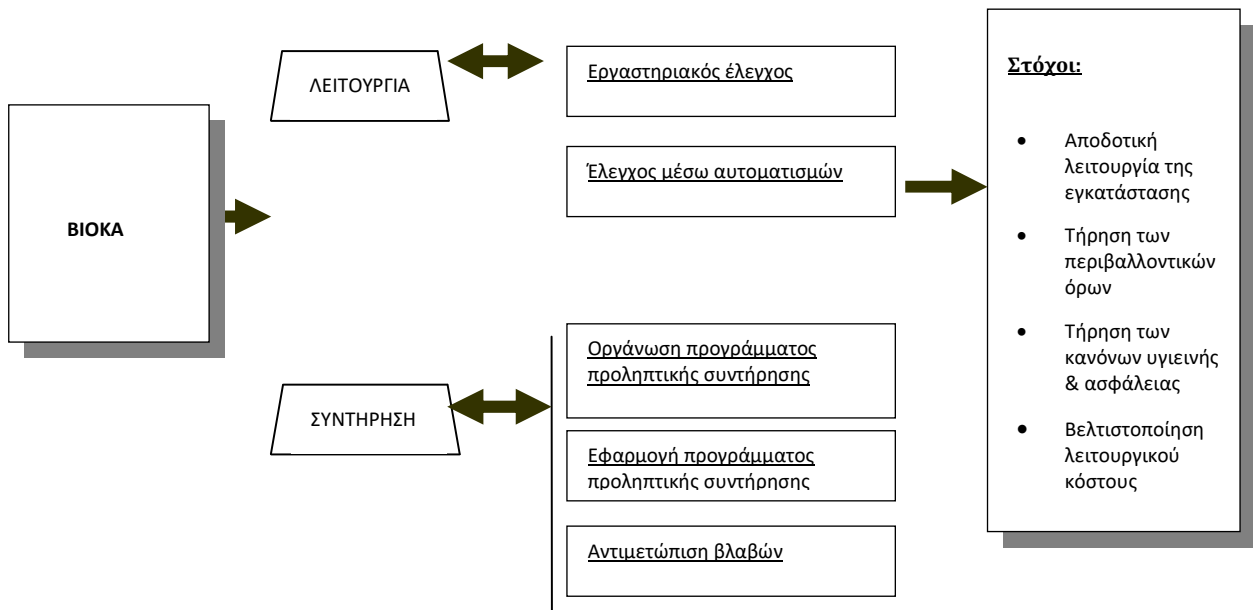 ΒΙΟΚΑ
ΛΕΙΤΟΥΡΓΙΑ
Εργαστηριακός έλεγχος
Έλεγχος μέσω αυτοματισμών
ΣΥΝΤΗΡΗΣΗ
Οργάνωση προγράμματος
προληπτικής συντήρησης
Εφαρμογή προγράμματος
προληπτικής συντήρησης
Αντιμετώπιση βλαβών
Στόχοι:
• Αποδοτική
λειτουργία της
εγκατάστασης
• Τήρηση των
περιβαλλοντικών
όρων
• Τήρηση των
κανόνων υγιεινής
& ασφάλειας
• Βελτιστοποίηση
λειτουργικού
κόστους